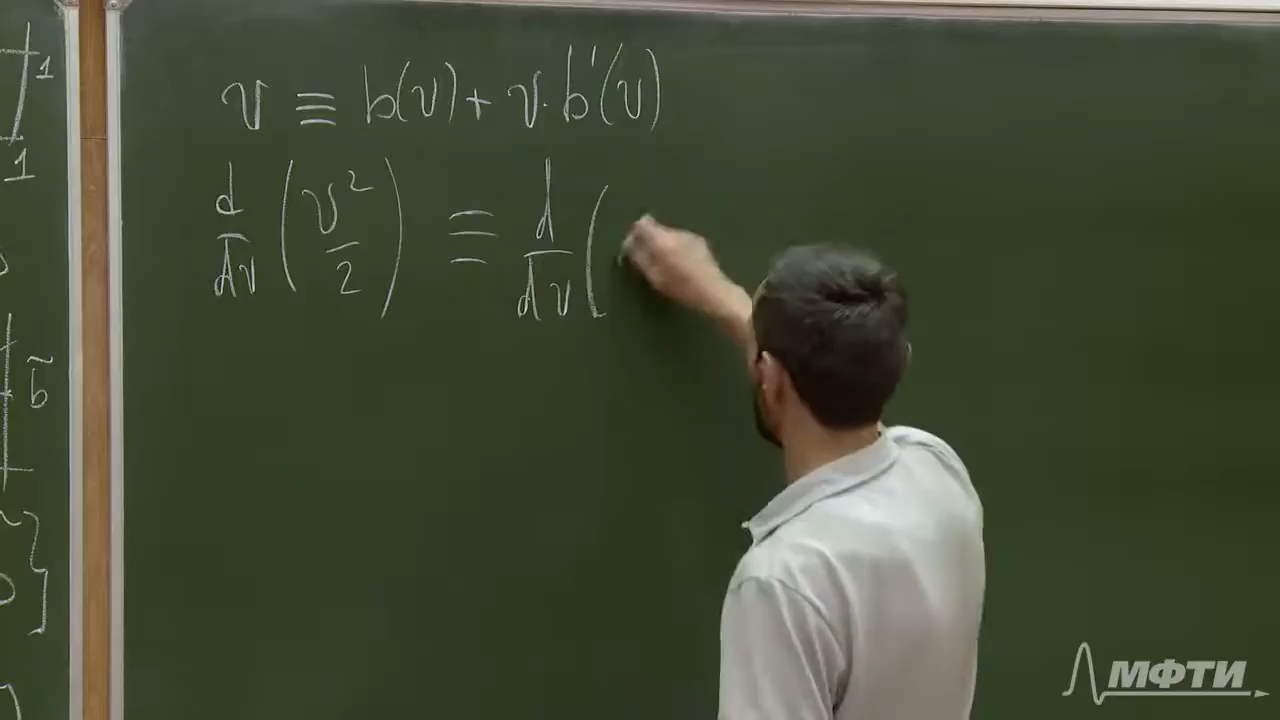 v ≡ b(v) + v · b'(v)
d/dv (v²/2) ≡ d/dv (
1
1
b̃
МФТИ